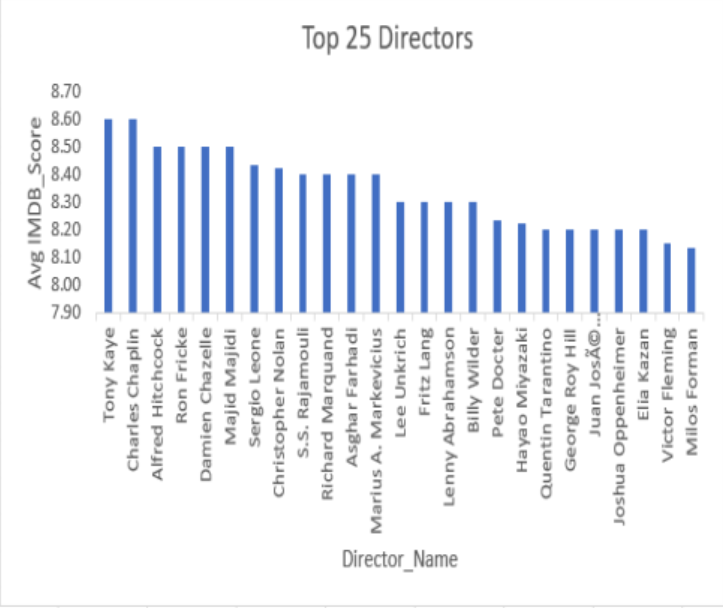 Top 25 Directors
Avg IMDB_Score
8.70
8.60
8.50
8.40
8.30
8.20
8.10
8.00
7.90
Tony Kaye
Charles Chaplin
Alfred Hitchcock
Ron Fricke
Damien Chazelle
Majid Majidi
Sergio Leone
Christopher Nolan
S.S. Rajamouli
Richard Marquand
Asghar Farhadi
Marius A. Markevicius
Lee Unkrich
Fritz Lang
Lenny Abrahamson
Billy Wilder
Pete Docter
Hayao Miyazaki
Quentin Tarantino
George Roy Hill
Juan JosÃ©…
Joshua Oppenheimer
Elia Kazan
Victor Fleming
Milos Forman
Director_Name